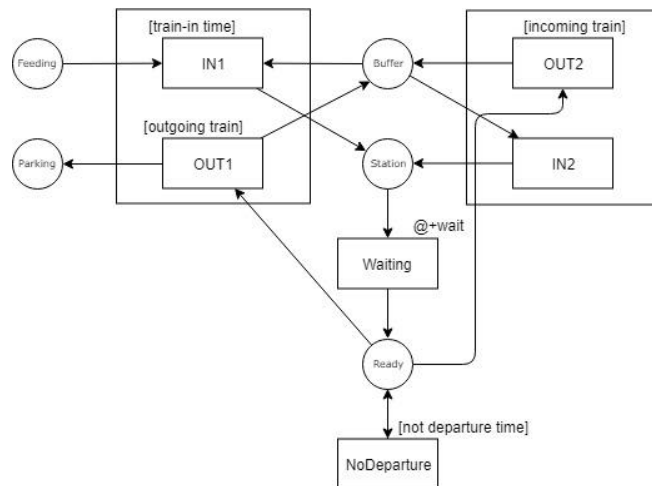 [train-in time]
[incoming train]
Feeding
IN1
Buffer
OUT2
[outgoing train]
Parking
OUT1
Station
IN2
@+wait
Waiting
Ready
[not departure time]
NoDeparture